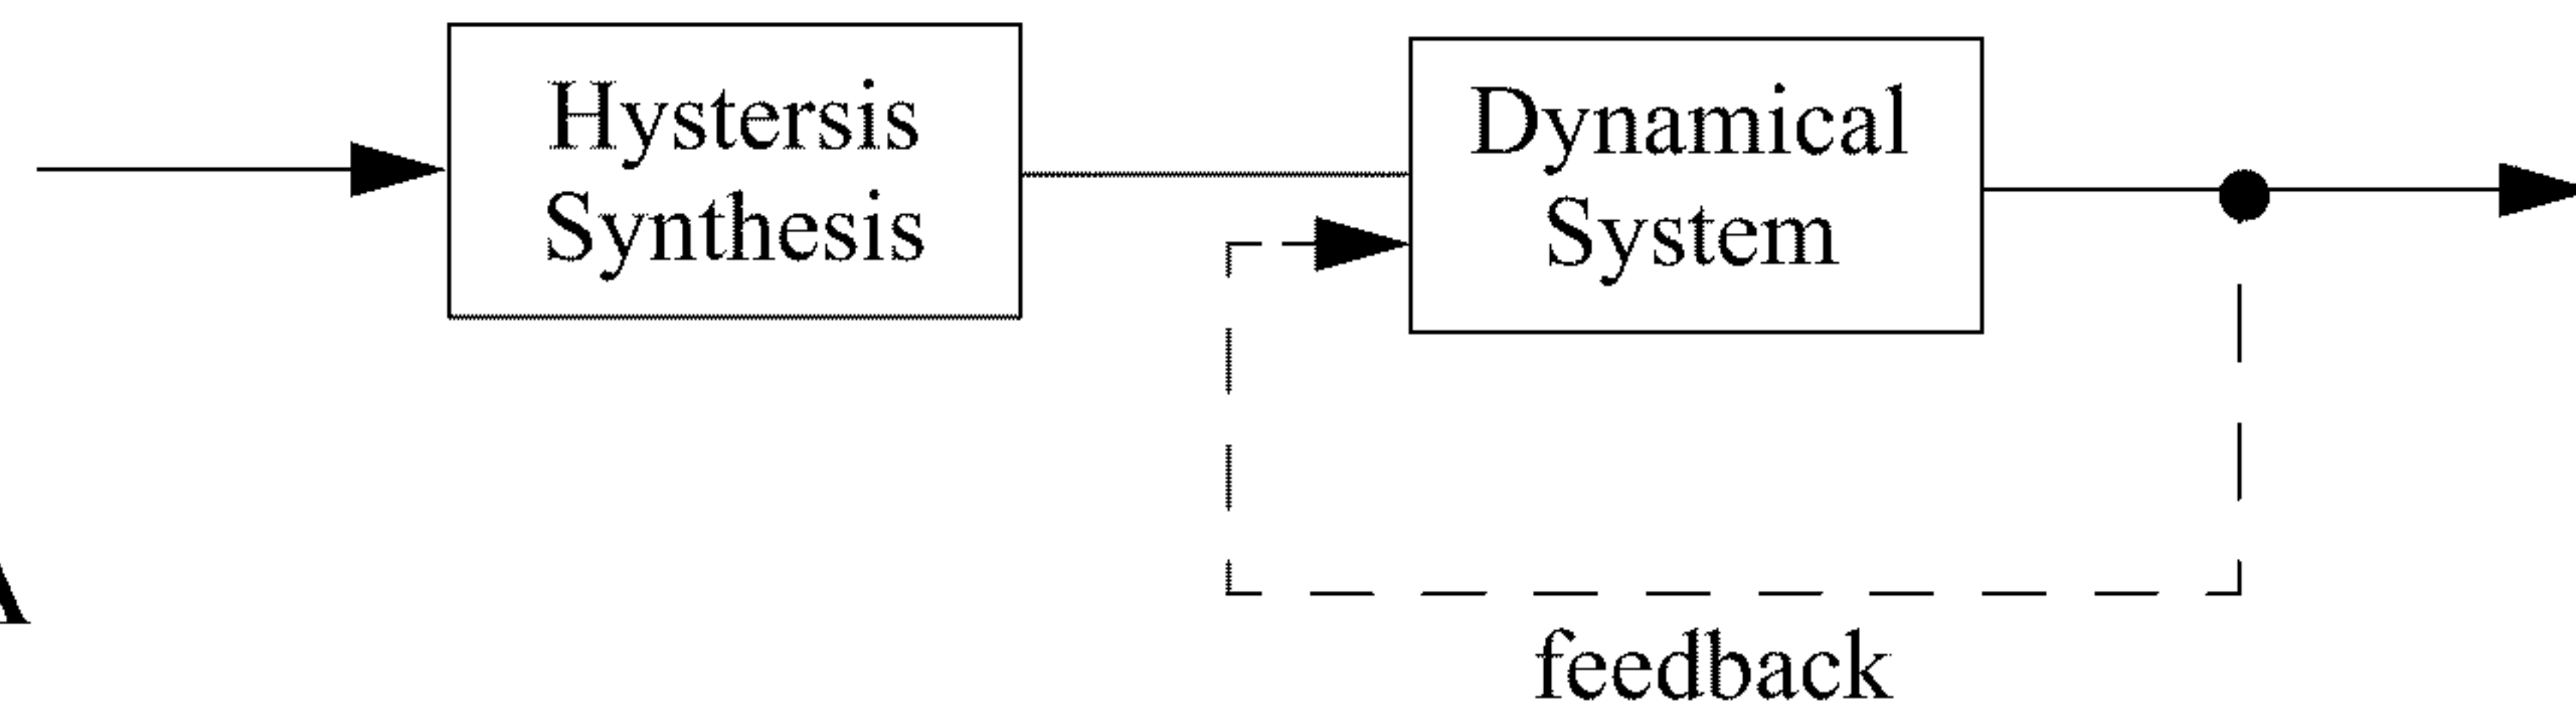 Hystersis
Synthesis
Dynamical
System
feedback